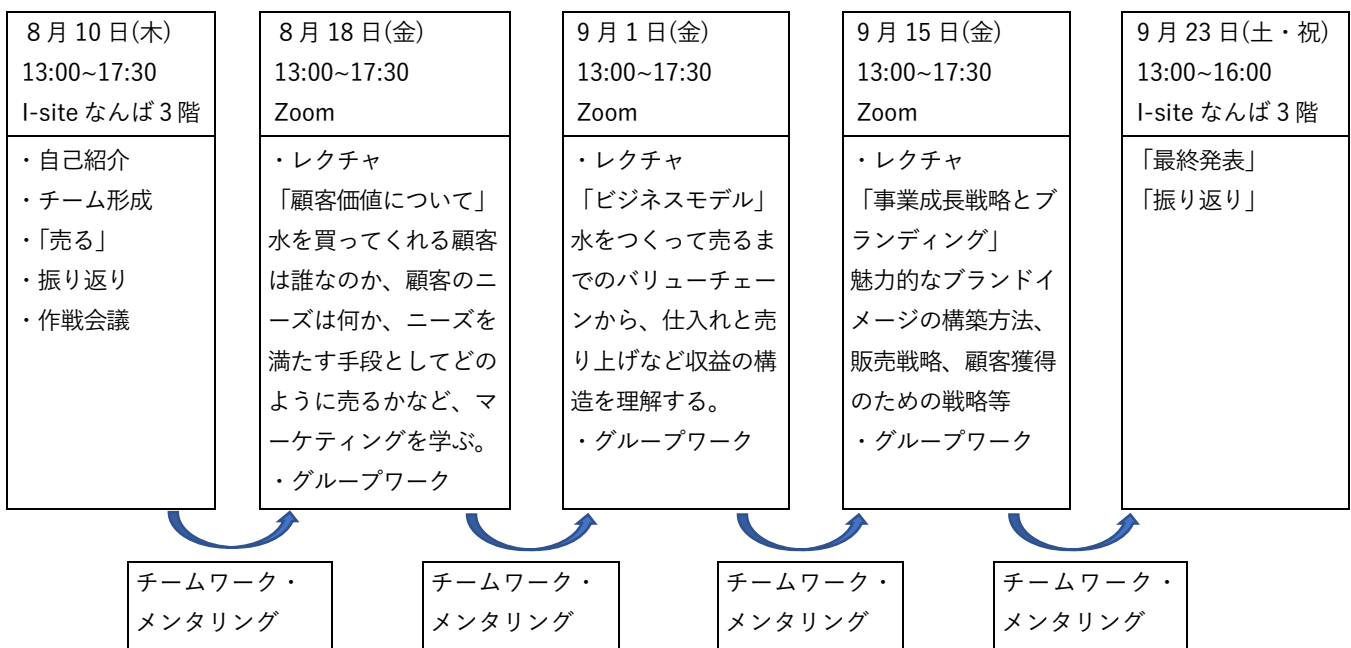 8月10日(木)
13:00~17:30
I-site なんば3階
・自己紹介
・チーム形成
・「売る」
・振り返り
・作戦会議
8月18日(金)
13:00~17:30
Zoom
・レクチャ
「顧客価値について」
水を買ってくれる顧客
は誰なのか、顧客のニ
ーズは何か、ニーズを
満たす手段としてどの
ように売るかなど、マ
ーケティングを学ぶ。
・グループワーク
9月1日(金)
13:00~17:30
Zoom
・レクチャ
「ビジネスモデル」
水をつくって売るま
でのバリューチェー
ンから、仕入れと売
り上げなど収益の構
造を理解する。
・グループワーク
9月15日(金)
13:00~17:30
Zoom
・レクチャ
「事業成長戦略とブ
ランディング」
魅力的なブランドイ
メージの構築方法、
販売戦略、顧客獲得
のための戦略等
・グループワーク
9月23日(土・祝)
13:00~16:00
I-site なんば3階
「最終発表」
「振り返り」
チームワーク・
メンタリング
チームワーク・
メンタリング
チームワーク・
メンタリング
チームワーク・
メンタリング